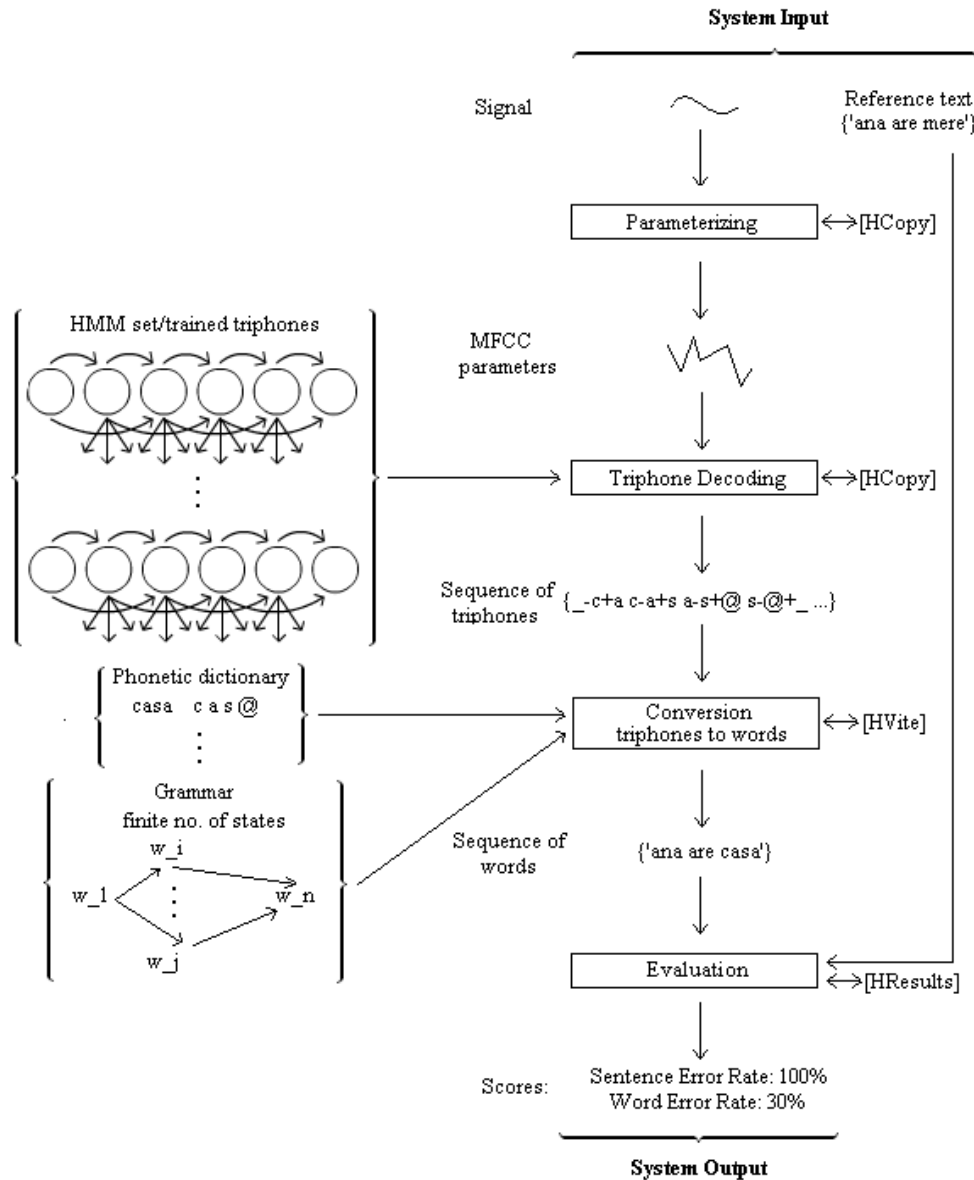 System Input
Signal
Reference text
{'ana are mere'}
Parameterizing
[HCopy]
HMM set/trained triphones
MFCC
parameters
Triphone Decoding
[HCopy]
Sequence of
triphones
{_-c+a c-a+s a-s+@ s-@+_ ...}
Phonetic dictionary
casa c a s @
Conversion
triphones to words
[HVite]
Grammar
finite no. of states
w_i
w_1
w_n
w_j
Sequence of
words
{'ana are casa'}
Evaluation
[HResults]
Scores:
Sentence Error Rate: 100%
Word Error Rate: 30%
System Output